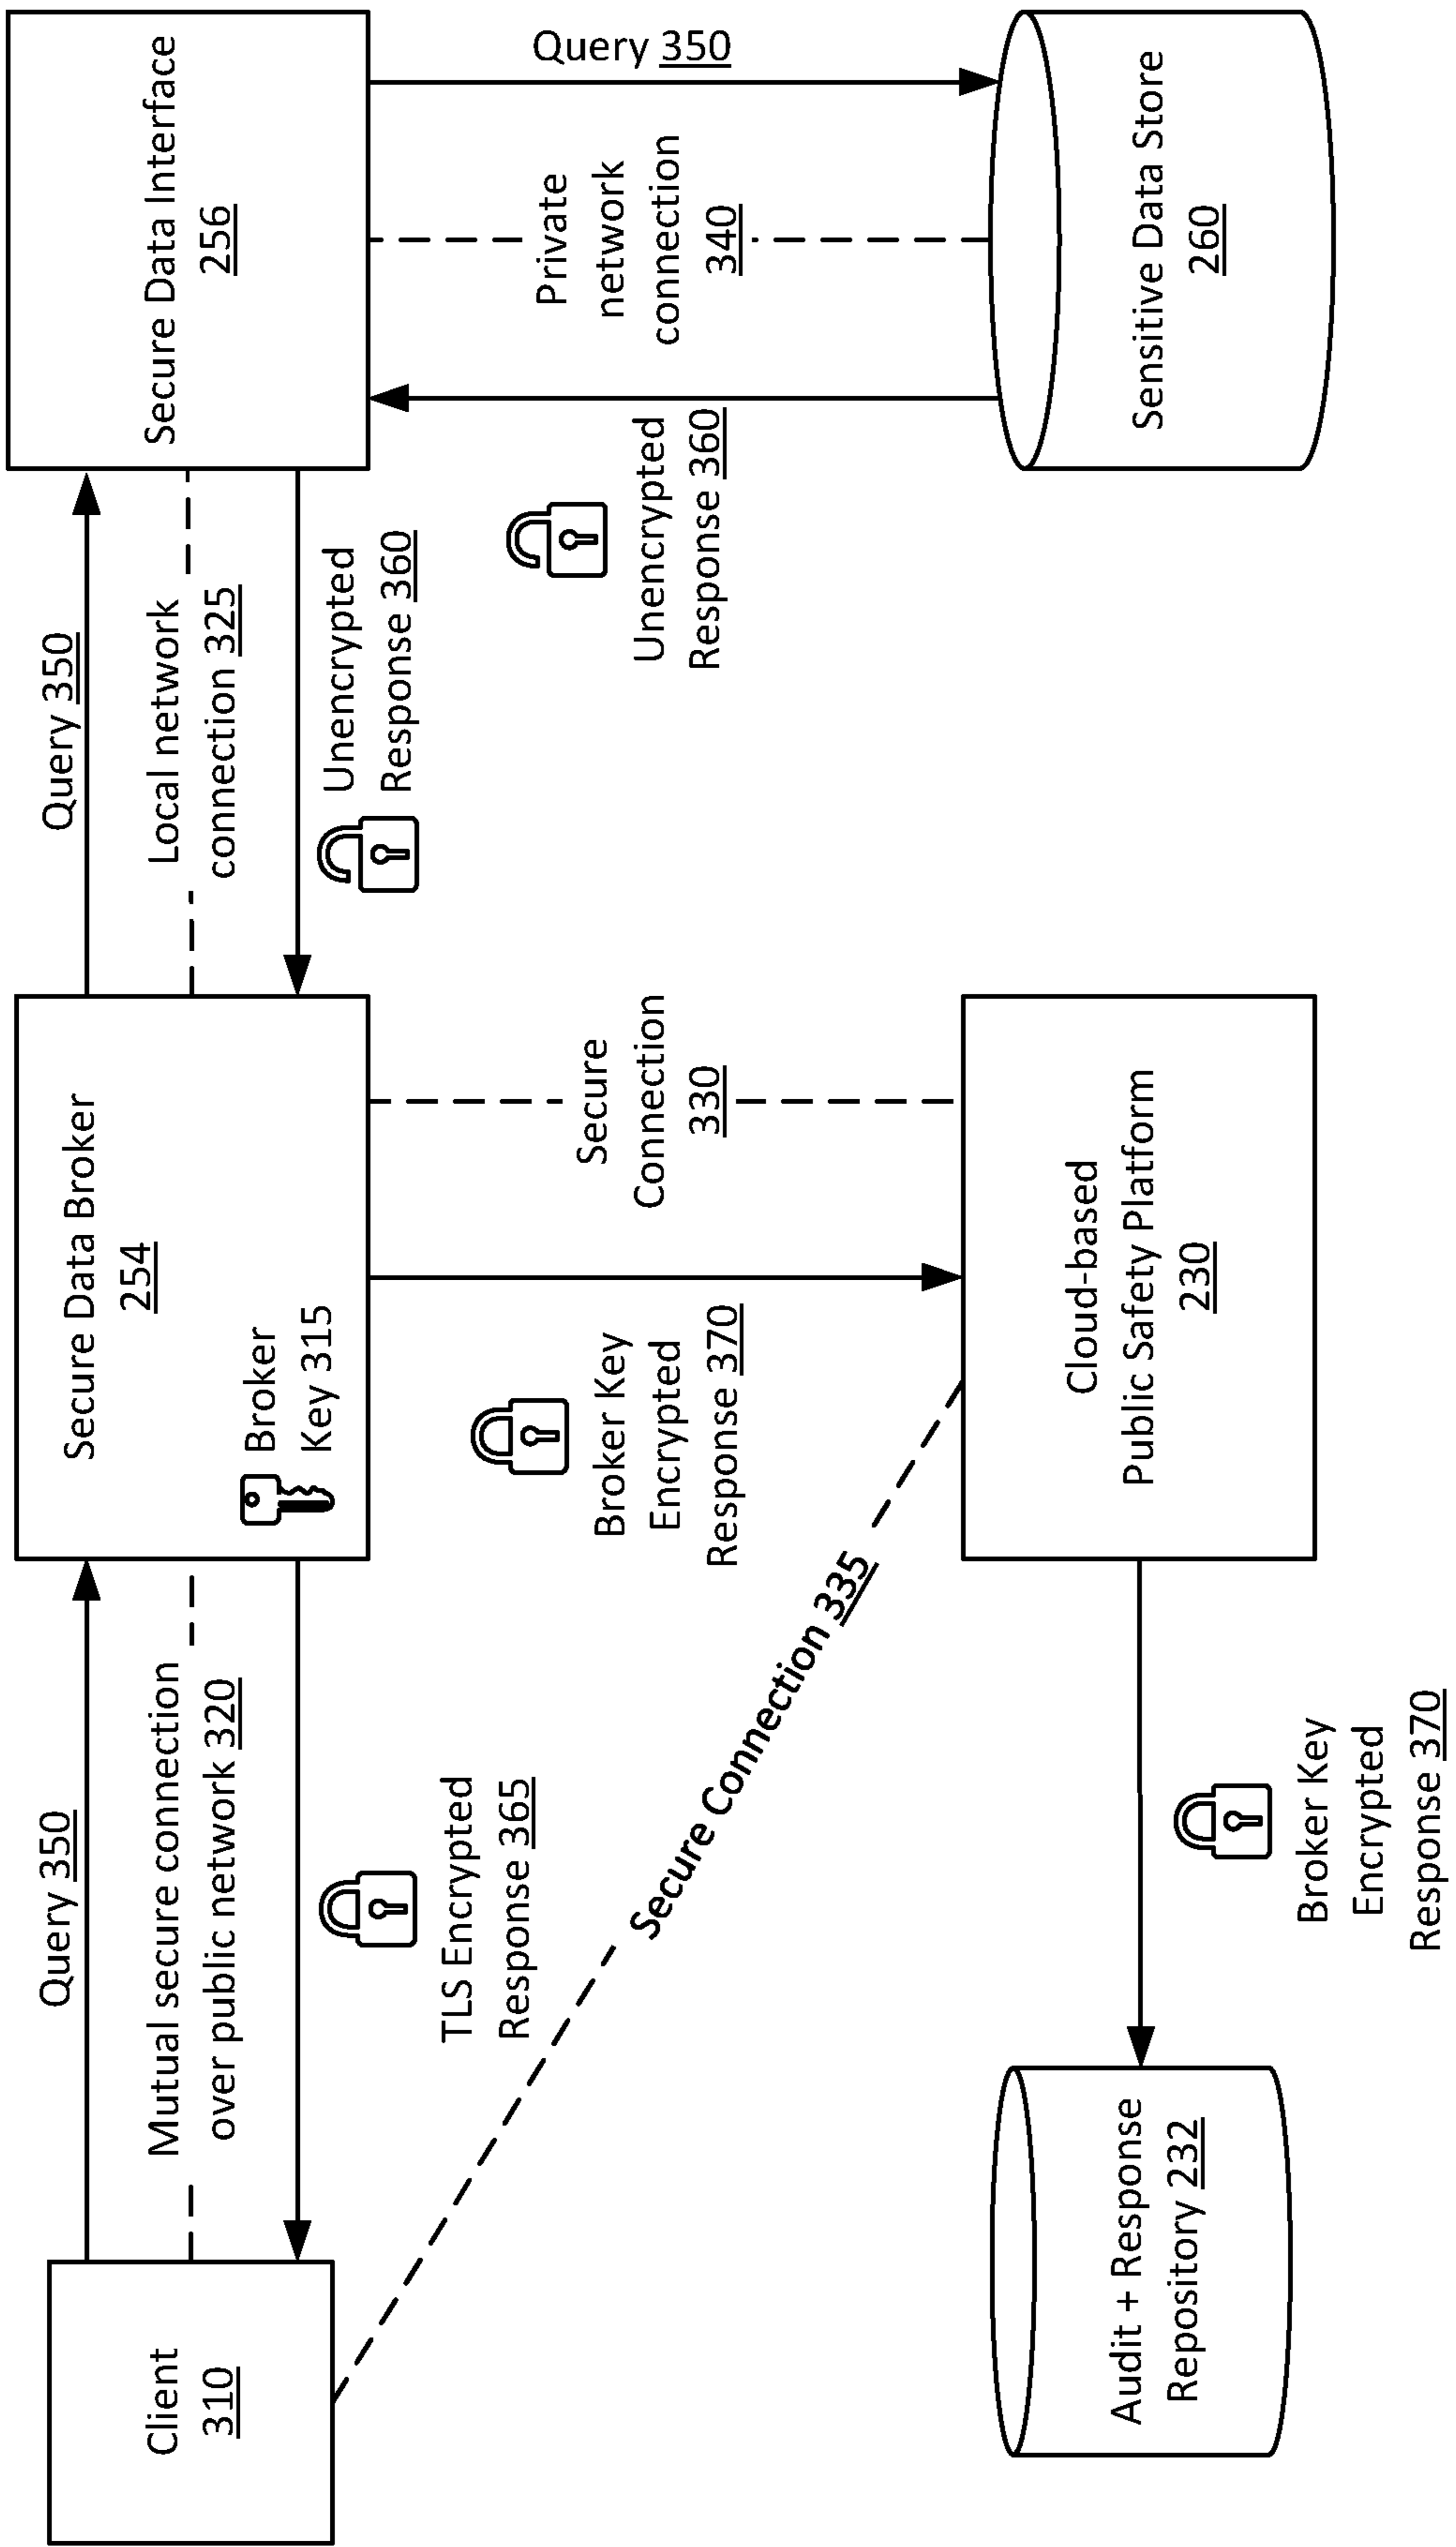 Query 350
Mutual secure connection
over public network 320
TLS Encrypted
Response 365
Client
310
Secure Data Broker
254
Broker
Key 315
Query 350
Local network
connection 325
Unencrypted
Response 360
Secure Data Interface
256
Query 350
Private
network
connection
340
Unencrypted
Response 360
Sensitive Data Store
260
Secure
Connection
330
Broker Key
Encrypted
Response 370
Secure Connection 335
Cloud-based
Public Safety Platform
230
Broker Key
Encrypted
Response 370
Audit + Response
Repository 232